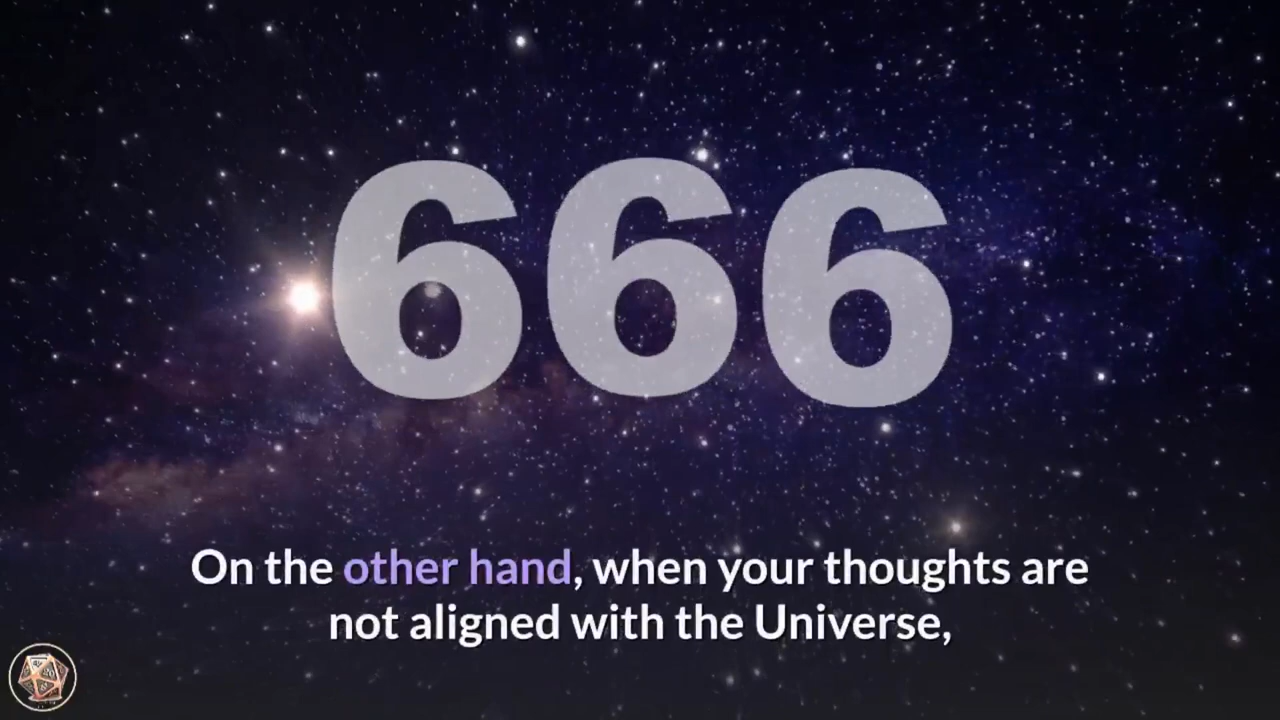 666
On the other hand, when your thoughts are
not aligned with the Universe,